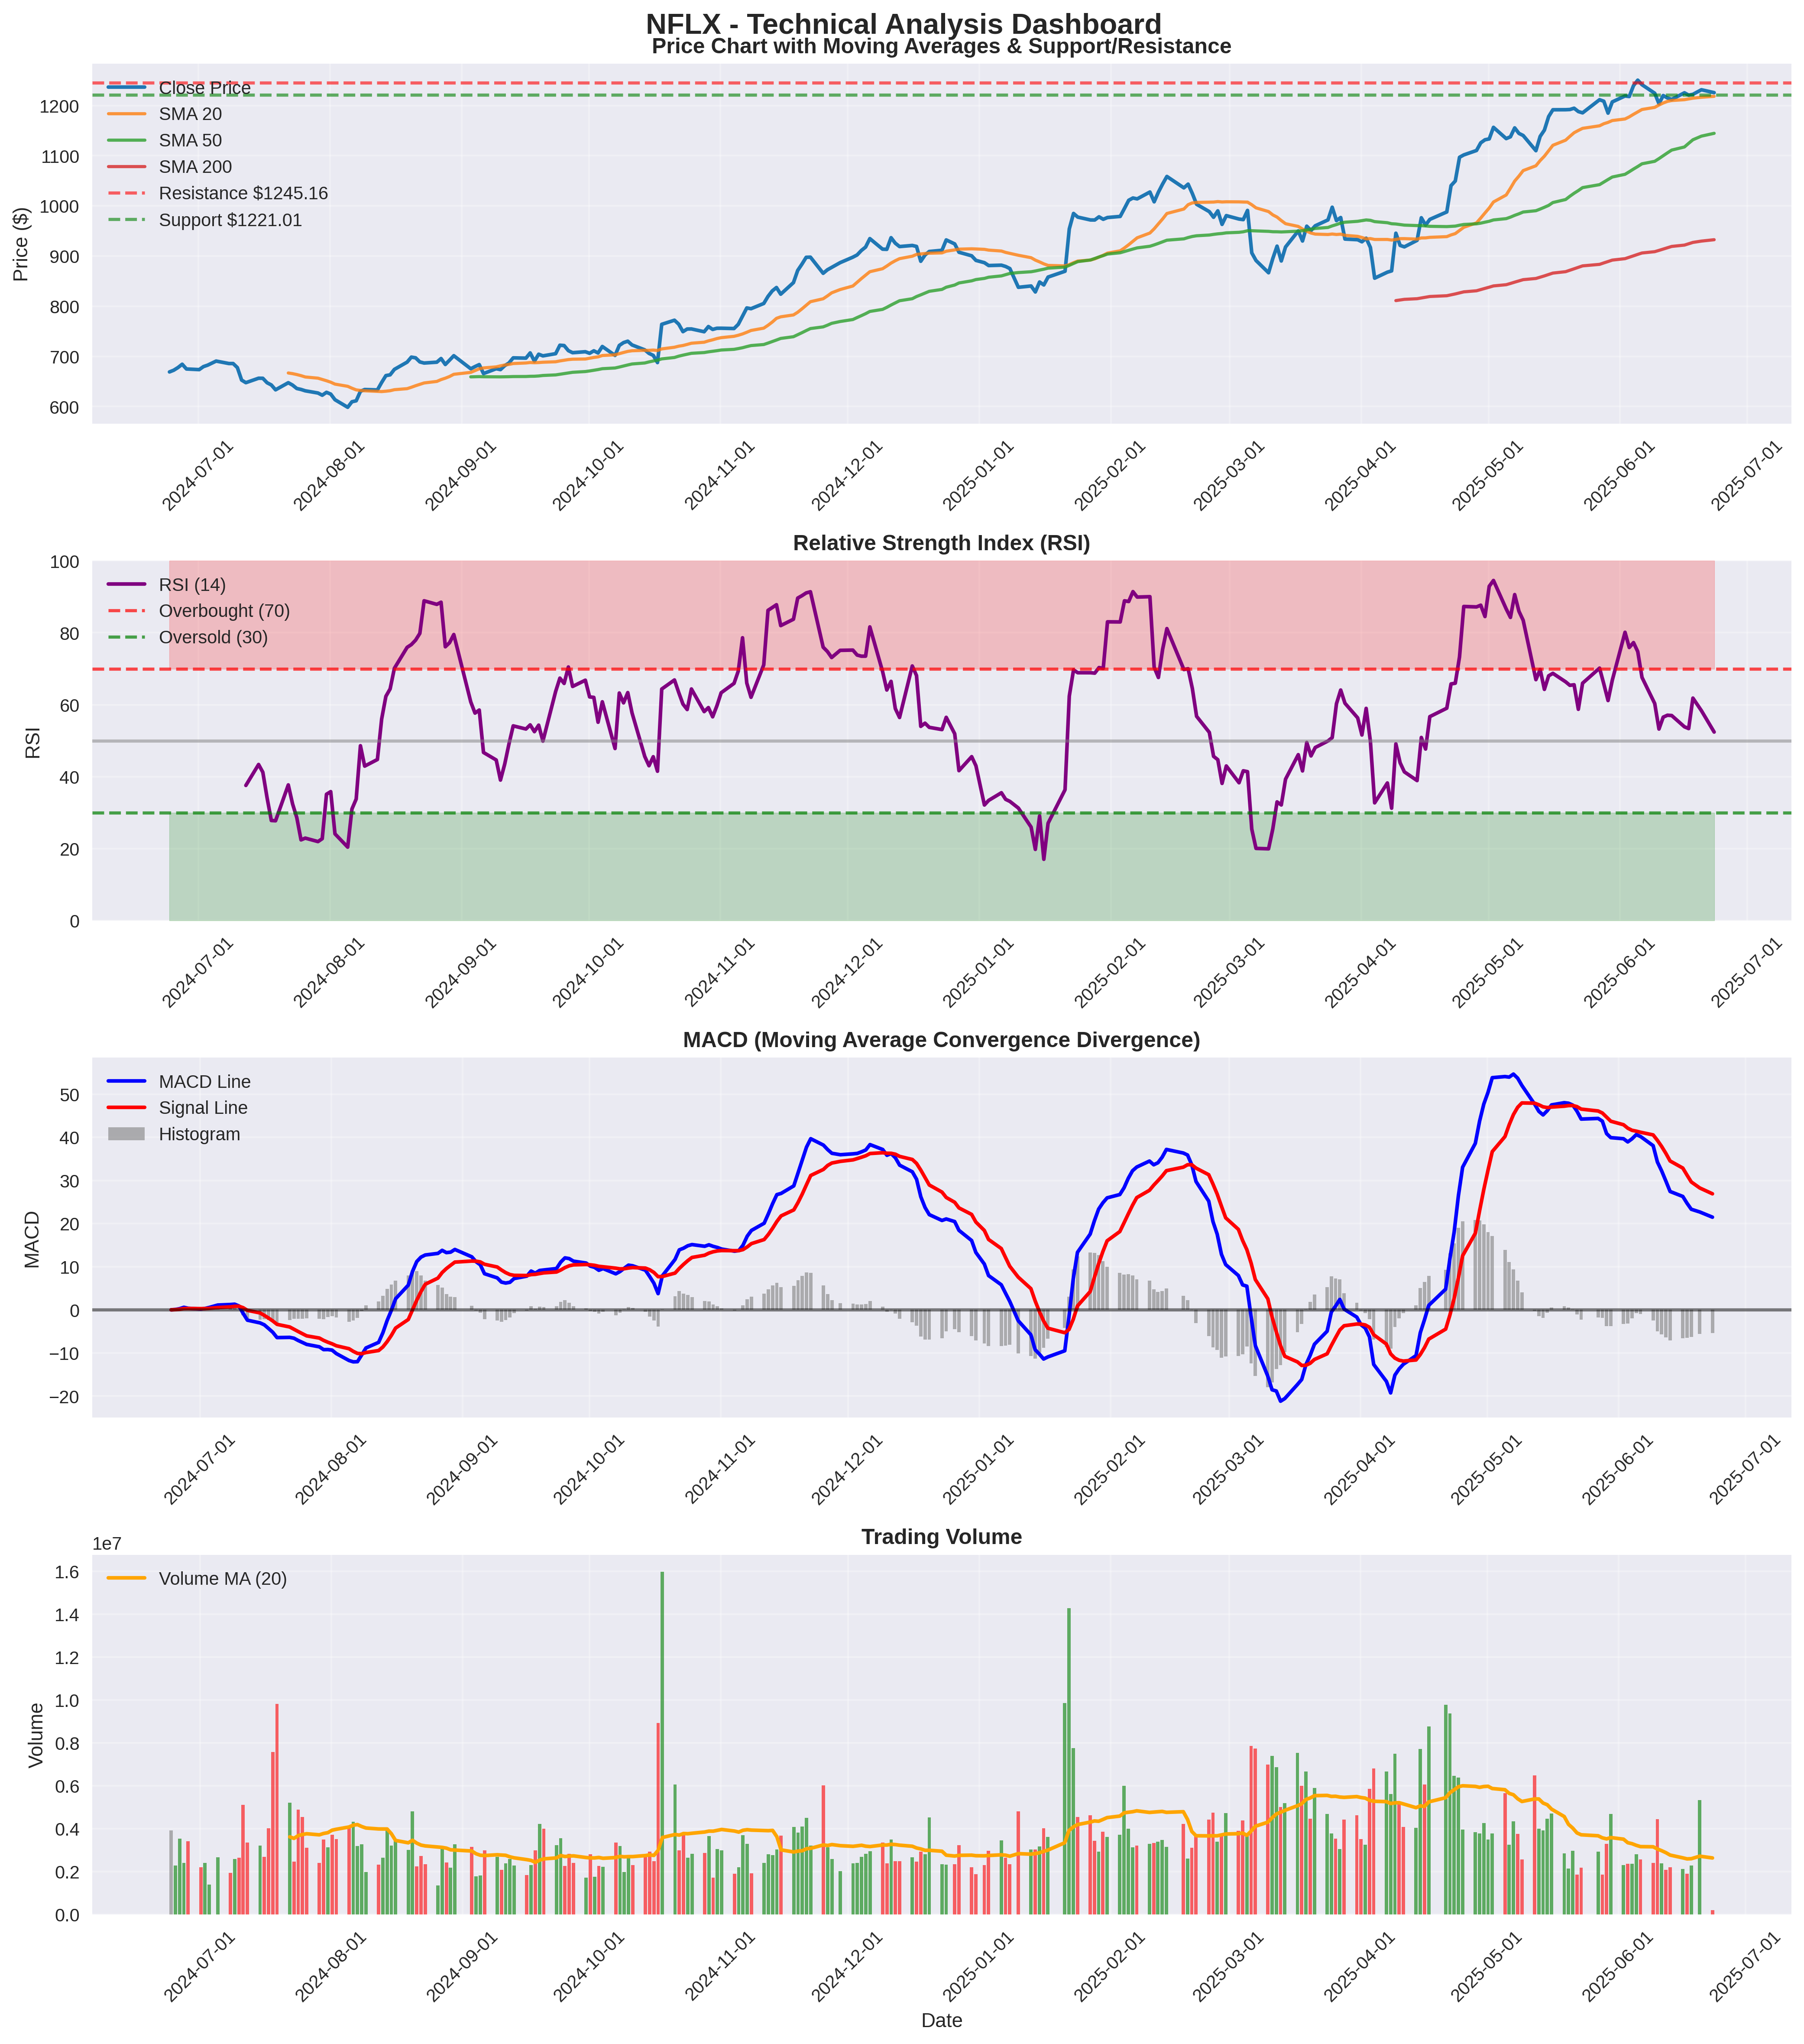 NFLX - Technical Analysis Dashboard
Price Chart with Moving Averages & Support/Resistance
Price ($)
1200
1100
1000
900
800
700
600
Close Price
SMA 20
SMA 50
SMA 200
Resistance $1245.16
Support $1221.01
2024-07-01 2024-08-01 2024-09-01 2024-10-01 2024-11-01 2024-12-01 2025-01-01 2025-02-01 2025-03-01 2025-04-01 2025-05-01 2025-06-01 2025-07-01
Relative Strength Index (RSI)
RSI
100
80
60
40
20
0
RSI (14)
Overbought (70)
Oversold (30)
2024-07-01 2024-08-01 2024-09-01 2024-10-01 2024-11-01 2024-12-01 2025-01-01 2025-02-01 2025-03-01 2025-04-01 2025-05-01 2025-06-01 2025-07-01
MACD (Moving Average Convergence Divergence)
MACD
50
40
30
20
10
0
−10
−20
MACD Line
Signal Line
Histogram
2024-07-01 2024-08-01 2024-09-01 2024-10-01 2024-11-01 2024-12-01 2025-01-01 2025-02-01 2025-03-01 2025-04-01 2025-05-01 2025-06-01 2025-07-01
Trading Volume
1e7
Volume
1.6
1.4
1.2
1.0
0.8
0.6
0.4
0.2
0.0
Volume MA (20)
2024-07-01 2024-08-01 2024-09-01 2024-10-01 2024-11-01 2024-12-01 2025-01-01 2025-02-01 2025-03-01 2025-04-01 2025-05-01 2025-06-01 2025-07-01
Date